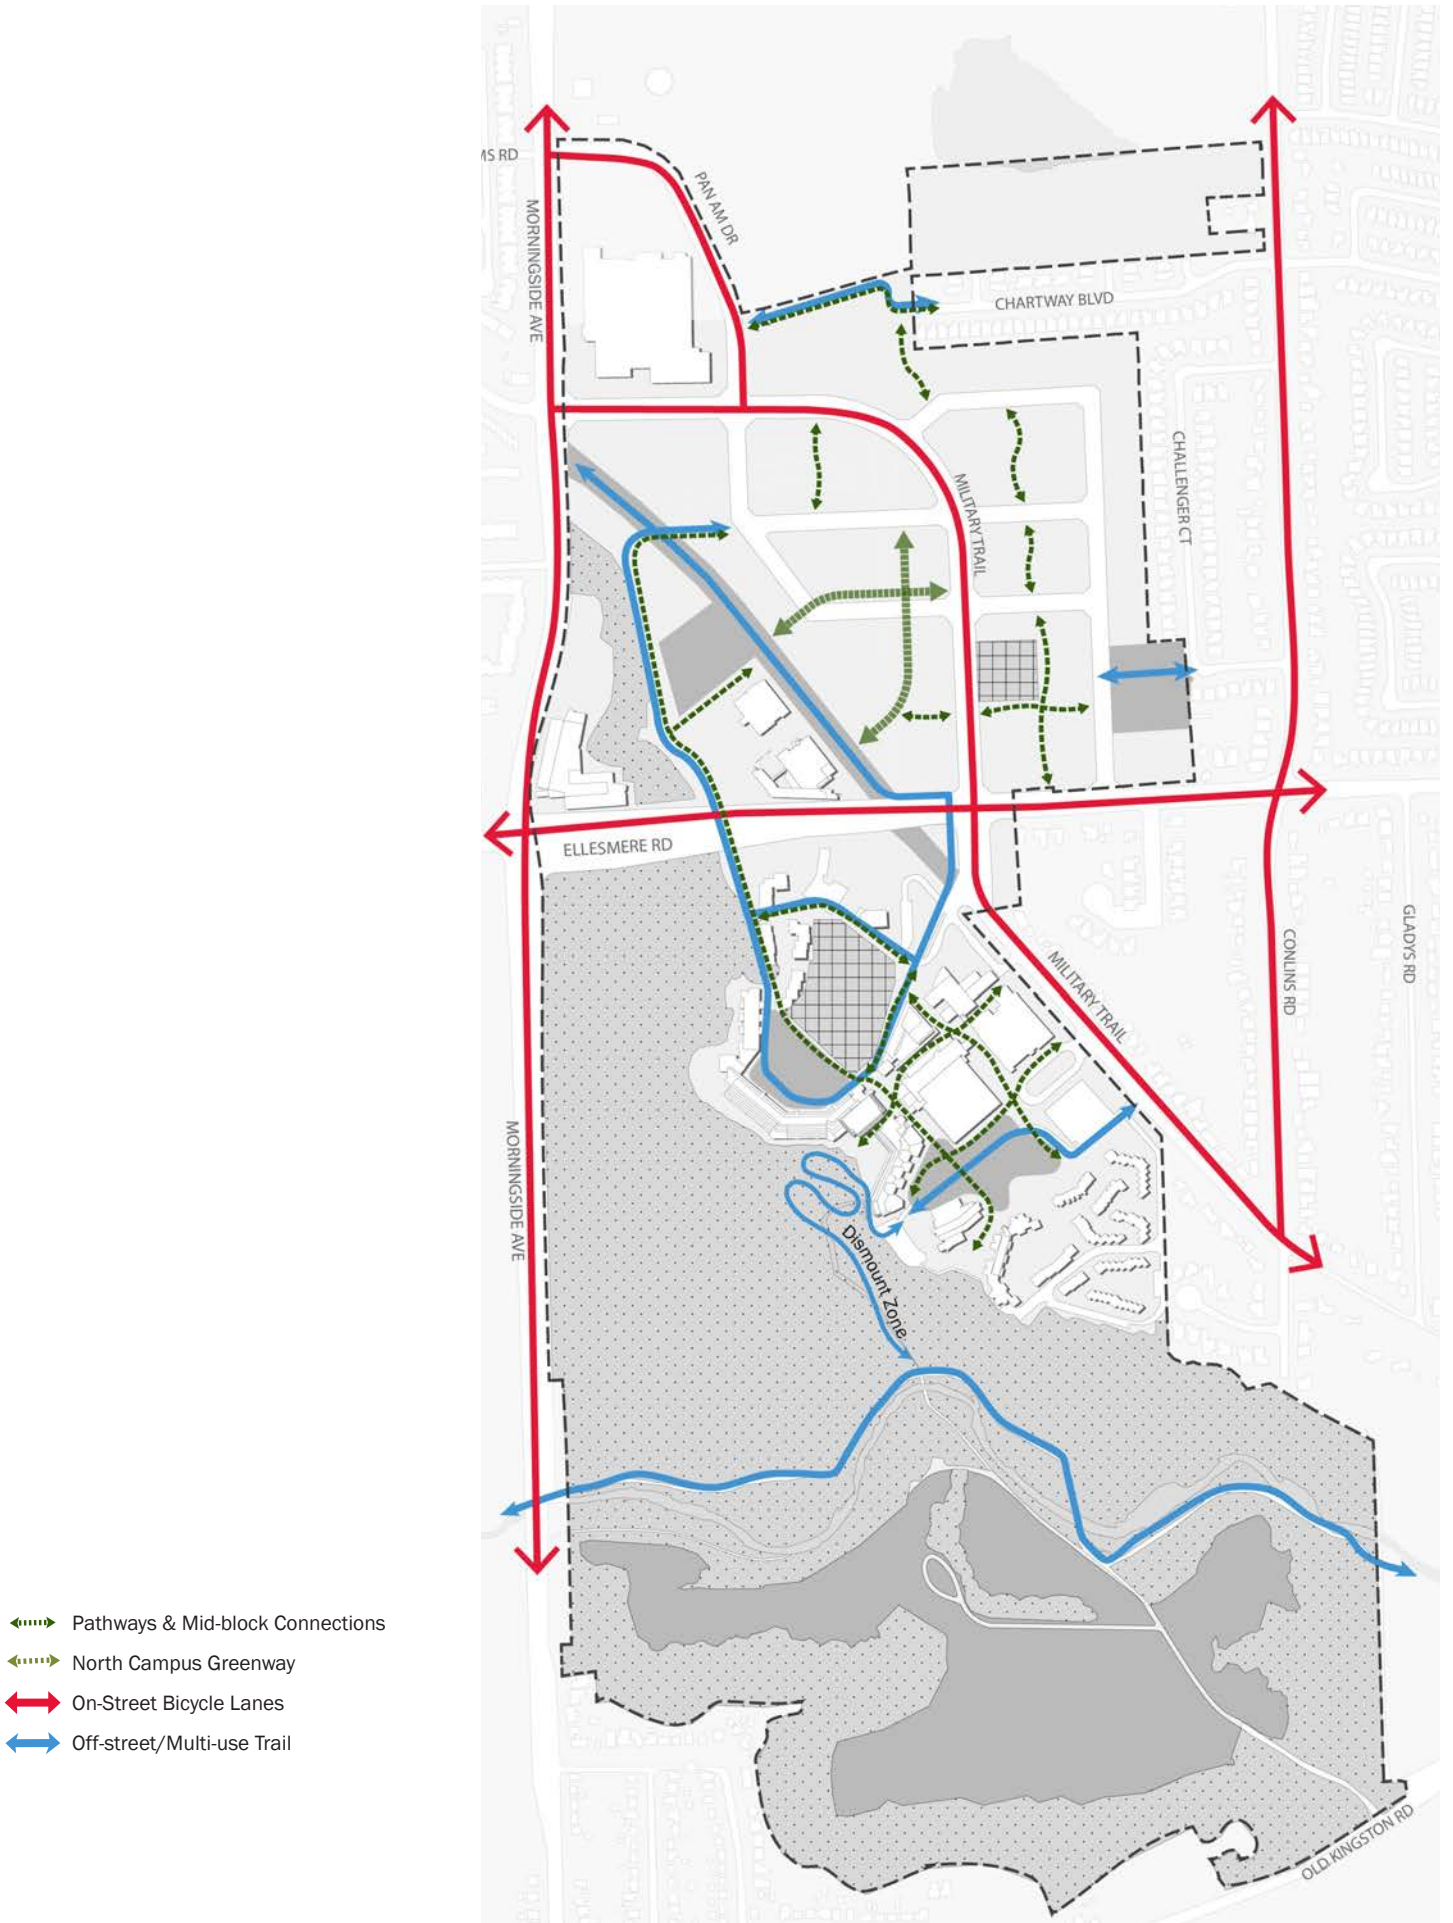 MS RD
PAN AM DR
MORNINGSIDE AVE
CHARTWAY BLVD
CHALLENGER CT
MILITARY TRAIL
ELLESMERE RD
GLADYS RD
CONLINS RD
MILITARY TRAIL
MORNINGSIDE AVE
Dismount Zone
Pathways & Mid-block Connections
North Campus Greenway
On-Street Bicycle Lanes
Off-street/Multi-use Trail
OLD KINGSTON RD